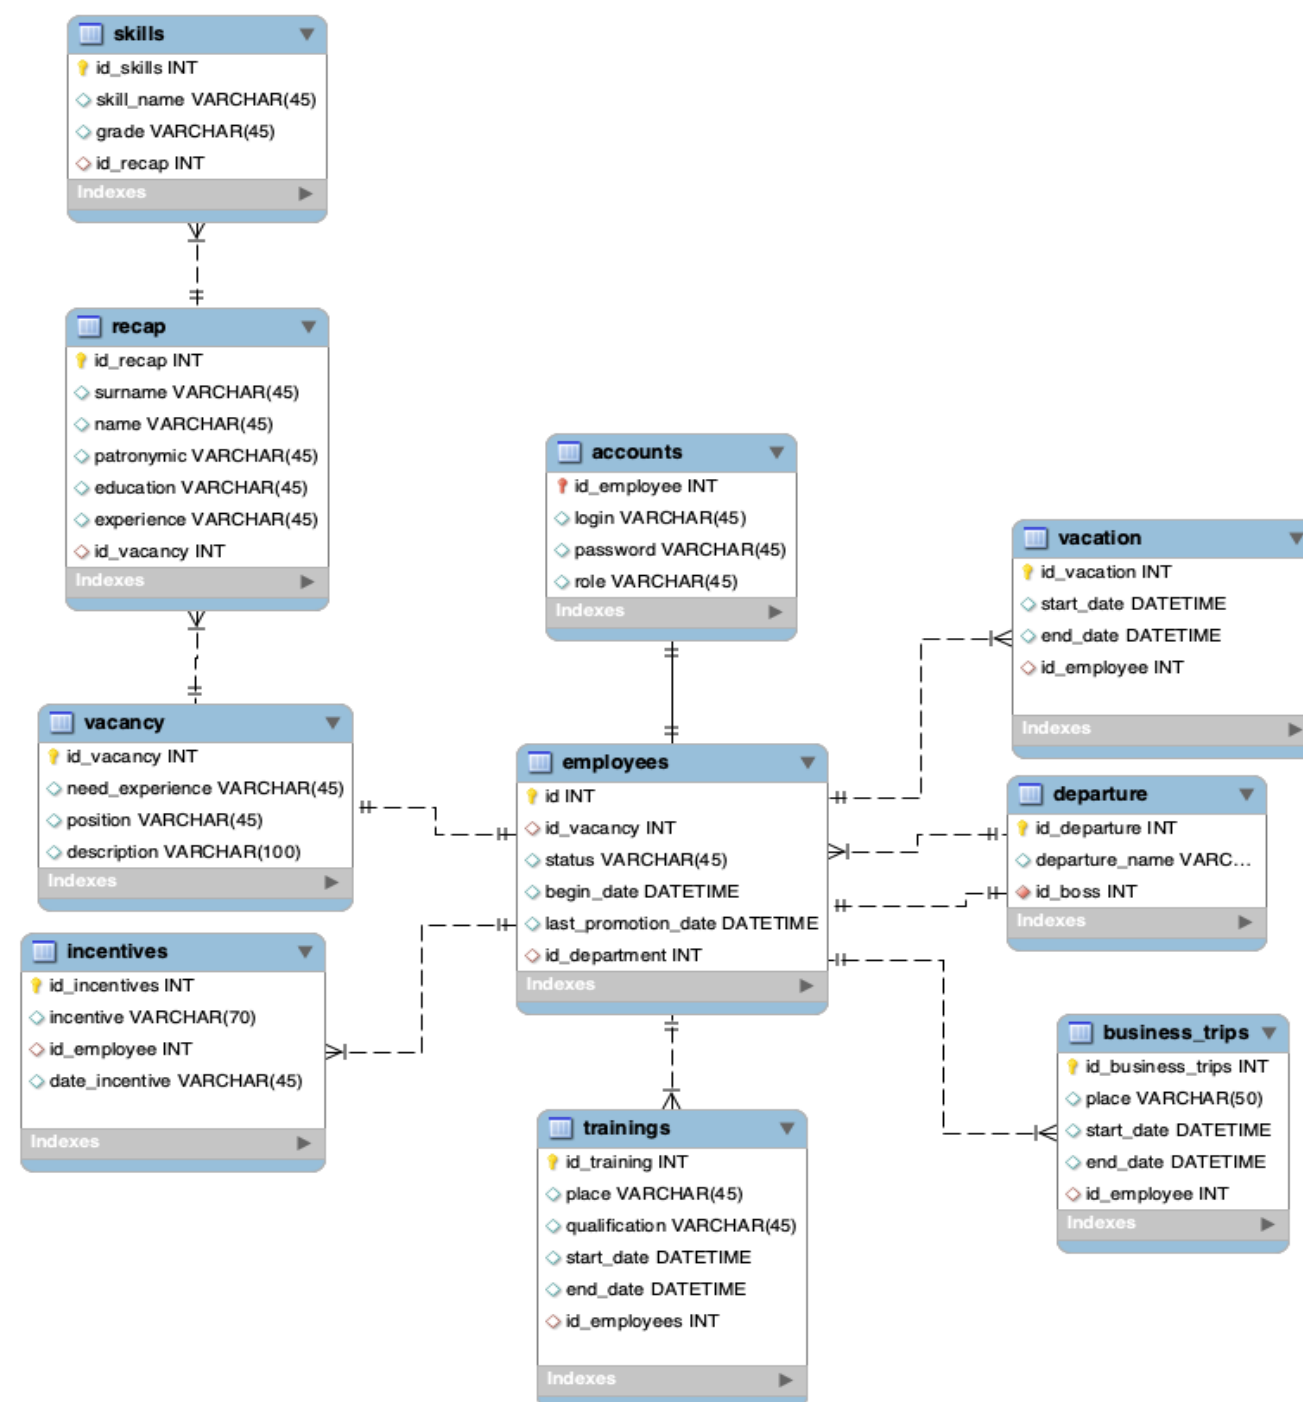 skills
id_skills INT
skill_name VARCHAR(45)
grade VARCHAR(45)
id_recap INT
Indexes
recap
id_recap INT
surname VARCHAR(45)
name VARCHAR(45)
patronymic VARCHAR(45)
education VARCHAR(45)
experience VARCHAR(45)
id_vacancy INT
Indexes
vacancy
id_vacancy INT
need_experience VARCHAR(45)
position VARCHAR(45)
description VARCHAR(100)
Indexes
incentives
id_incentives INT
incentive VARCHAR(70)
id_employee INT
date_incentive VARCHAR(45)
Indexes
accounts
id_employee INT
login VARCHAR(45)
password VARCHAR(45)
role VARCHAR(45)
Indexes
employees
id INT
id_vacancy INT
status VARCHAR(45)
begin_date DATETIME
last_promotion_date DATETIME
id_department INT
Indexes
trainings
id_training INT
place VARCHAR(45)
qualification VARCHAR(45)
start_date DATETIME
end_date DATETIME
id_employees INT
Indexes
vacation
id_vacation INT
start_date DATETIME
end_date DATETIME
id_employee INT
Indexes
departure
id_departure INT
departure_name VARC...
id_boss INT
Indexes
business_trips
id_business_trips INT
place VARCHAR(50)
start_date DATETIME
end_date DATETIME
id_employee INT
Indexes